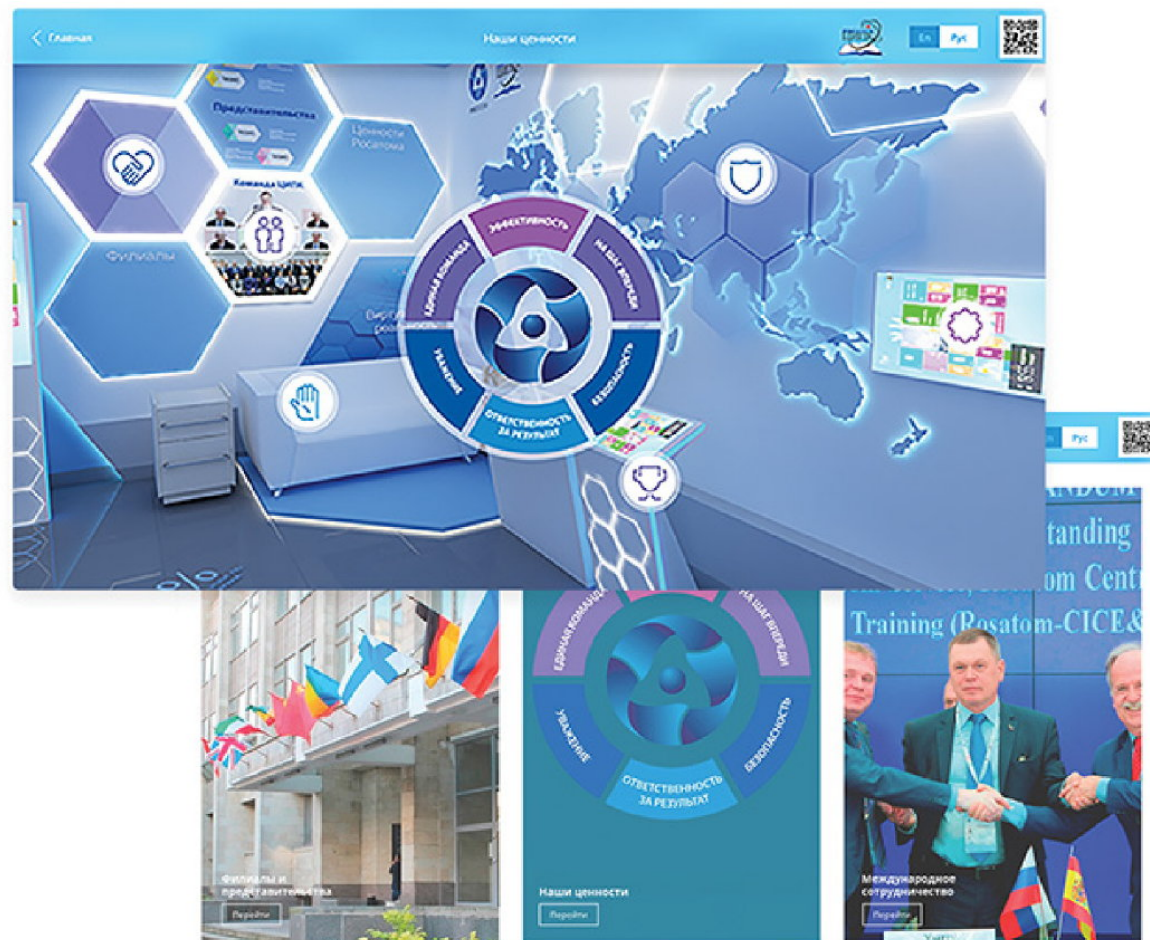 Главная
Наши ценности
En
Рус
Представительства
Ценности
Росатома
Команда ЦИПК
Филиалы
ЭФФЕКТИВНОСТЬ
НА ШАГ ВПЕРЕДИ
БЕЗОПАСНОСТЬ
ОТВЕТСТВЕННОСТЬ
ЗА РЕЗУЛЬТАТ
УВАЖЕНИЕ
ЕДИНАЯ КОМАНДА
Рус
tanding
om Cent
Training (Rosatom-CICE&
ЕДИНАЯ КОМАНДА
НА ШАГ ВПЕРЕДИ
УВАЖЕНИЕ
БЕЗОПАСНОСТЬ
ОТВЕТСТВЕННОСТЬ
ЗА РЕЗУЛЬТАТ
Филиалы и
представительства
Перейти
Наши ценности
Перейти
Международное
сотрудничество
Перейти